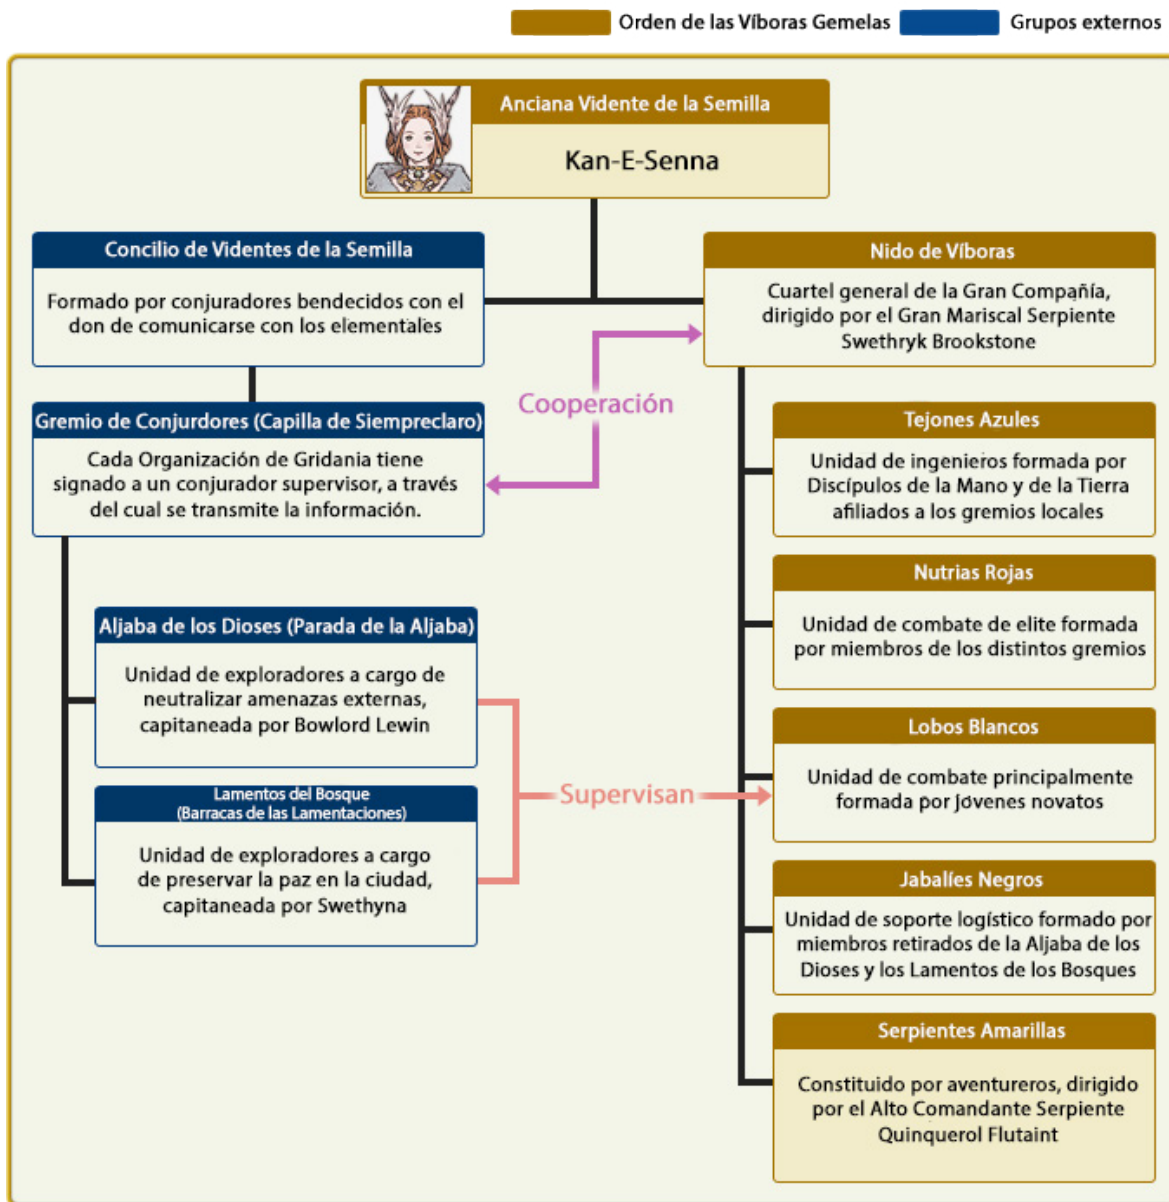 Orden de las Víboras Gemelas
Grupos externos
Anciana Vidente de la Semilla
Kan-E-Senna
Concilio de Videntes de la Semilla
Formado por conjuradores bendecidos con el
don de comunicarse con los elementales
Nido de Víboras
Cuartel general de la Gran Compañía,
dirigido por el Gran Mariscal Serpiente
Swethryk Brookstone
Cooperación
Gremio de Conjurdores (Capilla de Siempreclaro)
Cada Organización de Gridania tiene
signado a un conjurador supervisor, a través
del cual se transmite la información.
Tejones Azules
Unidad de ingenieros formada por
Discípulos de la Mano y de la Tierra
afiliados a los gremios locales
Nutrias Rojas
Unidad de combate de elite formada
por miembros de los distintos gremios
Aljaba de los Dioses (Parada de la Aljaba)
Unidad de exploradores a cargo de
neutralizar amenazas externas,
capitaneada por Bowlord Lewin
Lobos Blancos
Unidad de combate principalmente
formada por jóvenes novatos
Supervisan
Lamentos del Bosque
(Barracas de las Lamentaciones)
Unidad de exploradores a cargo
de preservar la paz en la ciudad,
capitaneada por Swethyna
Jabalíes Negros
Unidad de soporte logístico formado por
miembros retirados de la Aljaba de los
Dioses y los Lamentos de los Bosques
Serpientes Amarillas
Constituido por aventureros, dirigido
por el Alto Comandante Serpiente
Quinquerol Flutaint